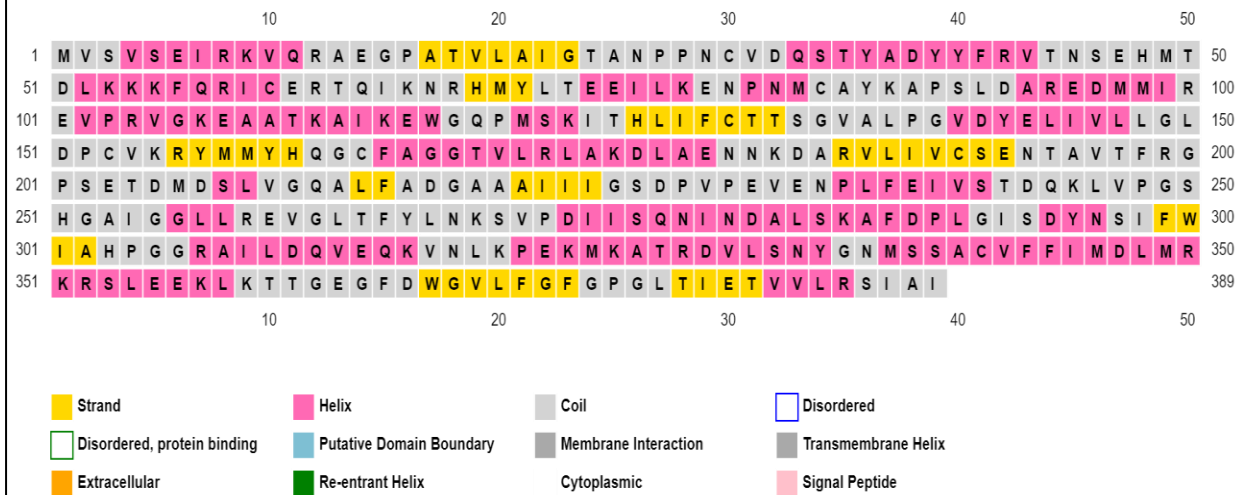 10 20 30 40 50
1 M V S V S E I R K V Q R A E G P A T V L A I G T A N P P N C V D Q S T Y A D Y Y F R V T N S E H M T 50
51 D L K K K F Q R I C E R T Q I K N R H M Y L T E E I L K E N P N M C A Y K A P S L D A R E D M M I R 100
101 E V P R V G K E A A T K A I K E W G Q P M S K I T H L I F C T T S G V A L P G V D Y E L I V L L G L 150
151 D P C V K R Y M M Y H Q G C F A G G T V L R L A K D L A E N N K D A R V L I V C S E N T A V T F R G 200
201 P S E T D M D S L V G Q A L F A D G A A A I I I G S D P V P E V E N P L F E I V S T D Q K L V P G S 250
251 H G A I G G L L R E V G L T F Y L N K S V P D I I S Q N I N D A L S K A F D P L G I S D Y N S I F W 300
301 I A H P G G R A I L D Q V E Q K V N L K P E K M K A T R D V L S N Y G N M S S A C V F F I M D L M R 350
351 K R S L E E K L K T T G E G F D W G V L F G F G P G L T I E T V V L R S I A I 389
10 20 30 40 50
Strand Helix Coil Disordered
Disordered, protein binding Putative Domain Boundary Membrane Interaction Transmembrane Helix
Extracellular Re-entrant Helix Cytoplasmic Signal Peptide